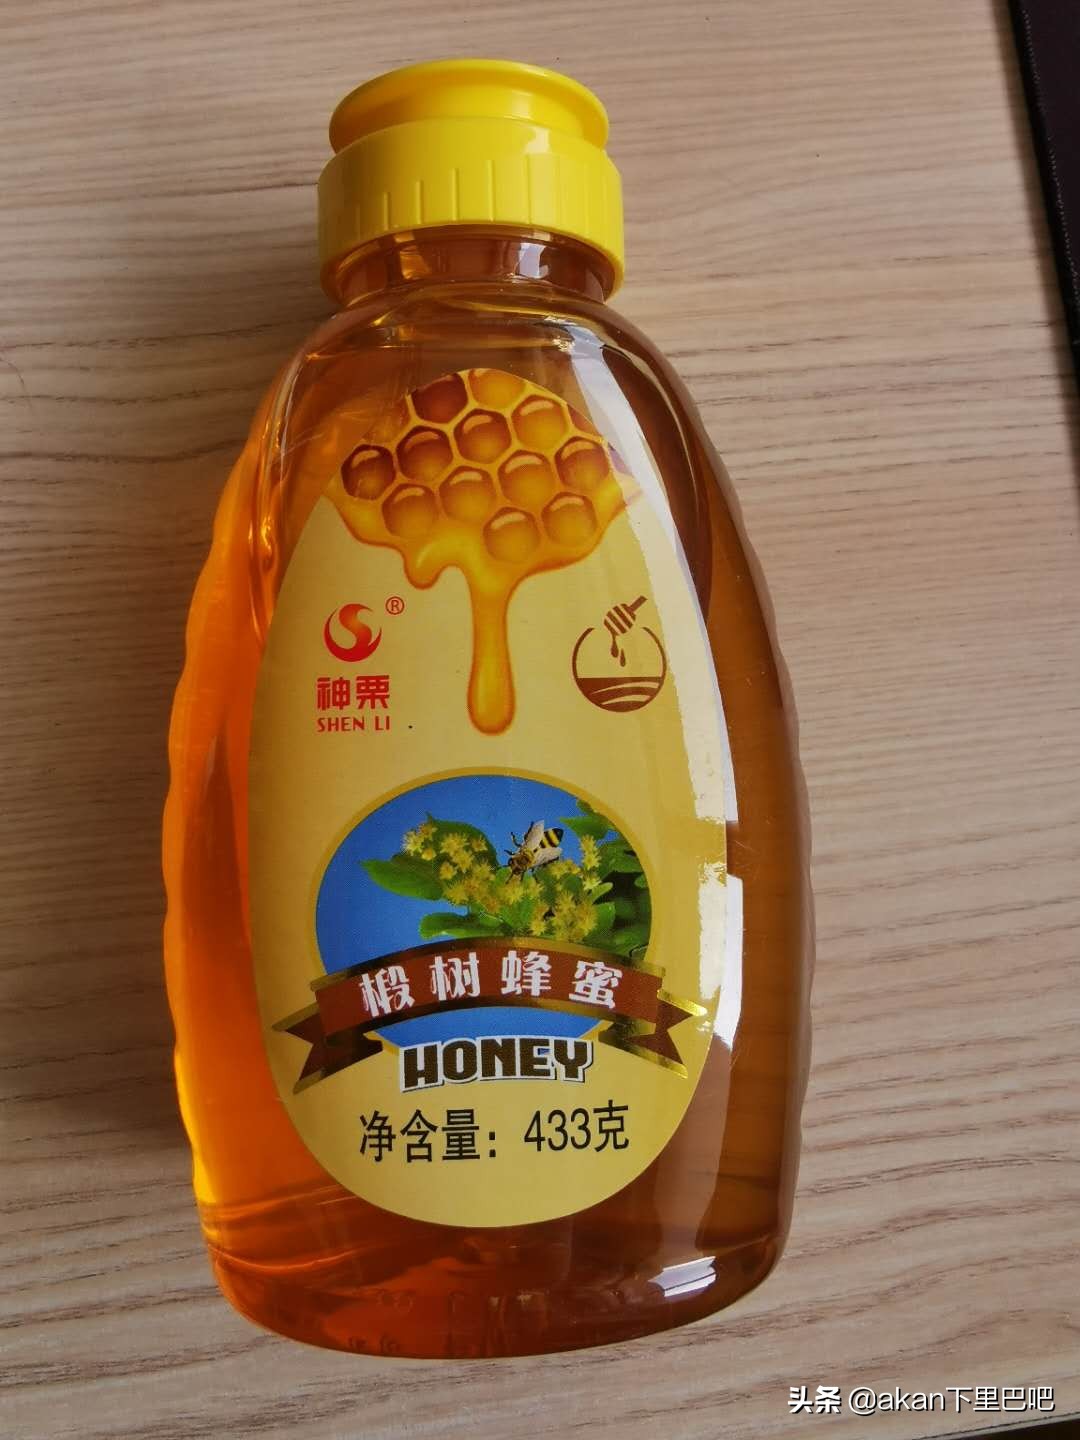 ®
神栗
SHEN LI
椴树蜂蜜
HONEY
净含量：433克
头条 @akan下里巴吧